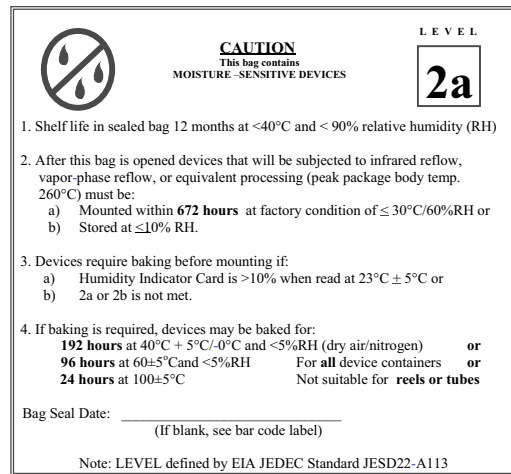 LEVEL
CAUTION
This bag contains
MOISTURE –SENSITIVE DEVICES
2a
1. Shelf life in sealed bag 12 months at <40°C and < 90% relative humidity (RH)
2. After this bag is opened devices that will be subjected to infrared reflow,
vapor-phase reflow, or equivalent processing (peak package body temp.
260°C) must be:
a) Mounted within 672 hours at factory condition of ≤ 30°C/60%RH or
b) Stored at ≤10% RH.
3. Devices require baking before mounting if:
a) Humidity Indicator Card is >10% when read at 23°C ± 5°C or
b) 2a or 2b is not met.
4. If baking is required, devices may be baked for:
192 hours at 40°C + 5°C/-0°C and <5%RH (dry air/nitrogen) or
96 hours at 60±5°Cand <5%RH For all device containers or
24 hours at 100±5°C Not suitable for reels or tubes
Bag Seal Date: ______________________________
(If blank, see bar code label)
Note: LEVEL defined by EIA JEDEC Standard JESD22-A113